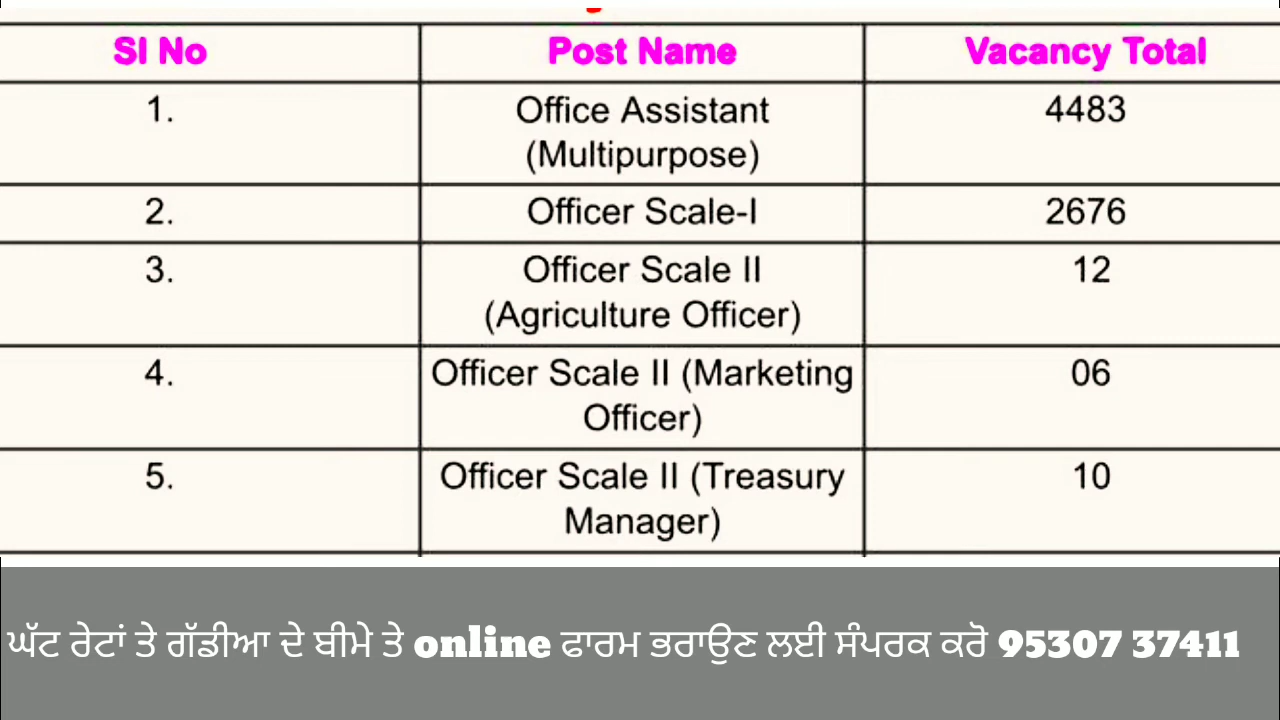 Sl No Post Name Vacancy Total
1. Office Assistant 4483
(Multipurpose)
2. Officer Scale-I 2676
3. Officer Scale II 12
(Agriculture Officer)
4. Officer Scale II (Marketing 06
Officer)
5. Officer Scale II (Treasury 10
Manager)
ਘੱਟ ਰੇਟਾਂ ਤੇ ਗੱਡੀਆ ਦੇ ਬੀਮੇ ਤੇ online ਫਾਰਮ ਭਰਾਉਣ ਲਈ ਸੰਪਰਕ ਕਰੋ 95307 37411